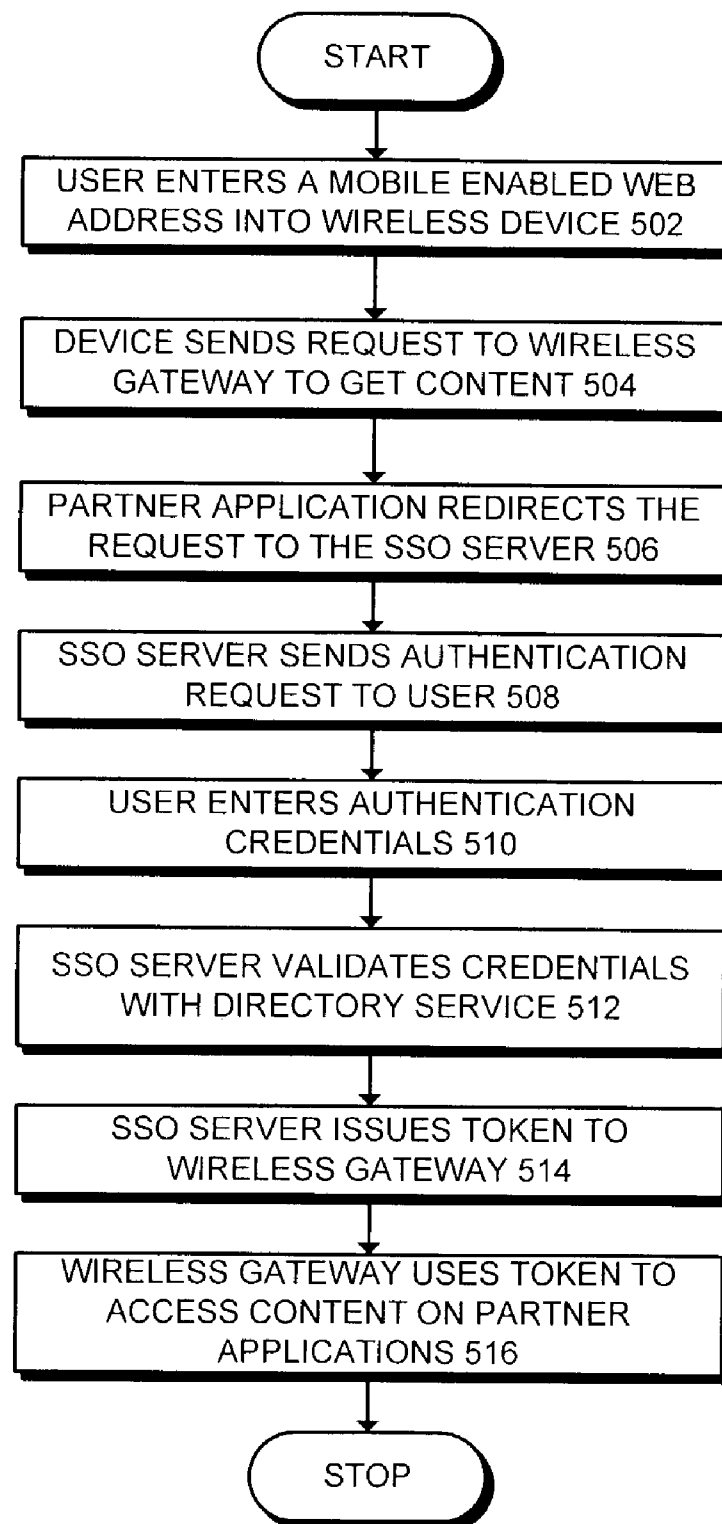 START
USER ENTERS A MOBILE ENABLED WEB
ADDRESS INTO WIRELESS DEVICE 502
DEVICE SENDS REQUEST TO WIRELESS
GATEWAY TO GET CONTENT 504
PARTNER APPLICATION REDIRECTS THE
REQUEST TO THE SSO SERVER 506
SSO SERVER SENDS AUTHENTICATION
REQUEST TO USER 508
USER ENTERS AUTHENTICATION
CREDENTIALS 510
SSO SERVER VALIDATES CREDENTIALS
WITH DIRECTORY SERVICE 512
SSO SERVER ISSUES TOKEN TO
WIRELESS GATEWAY 514
WIRELESS GATEWAY USES TOKEN TO
ACCESS CONTENT ON PARTNER
APPLICATIONS 516
STOP